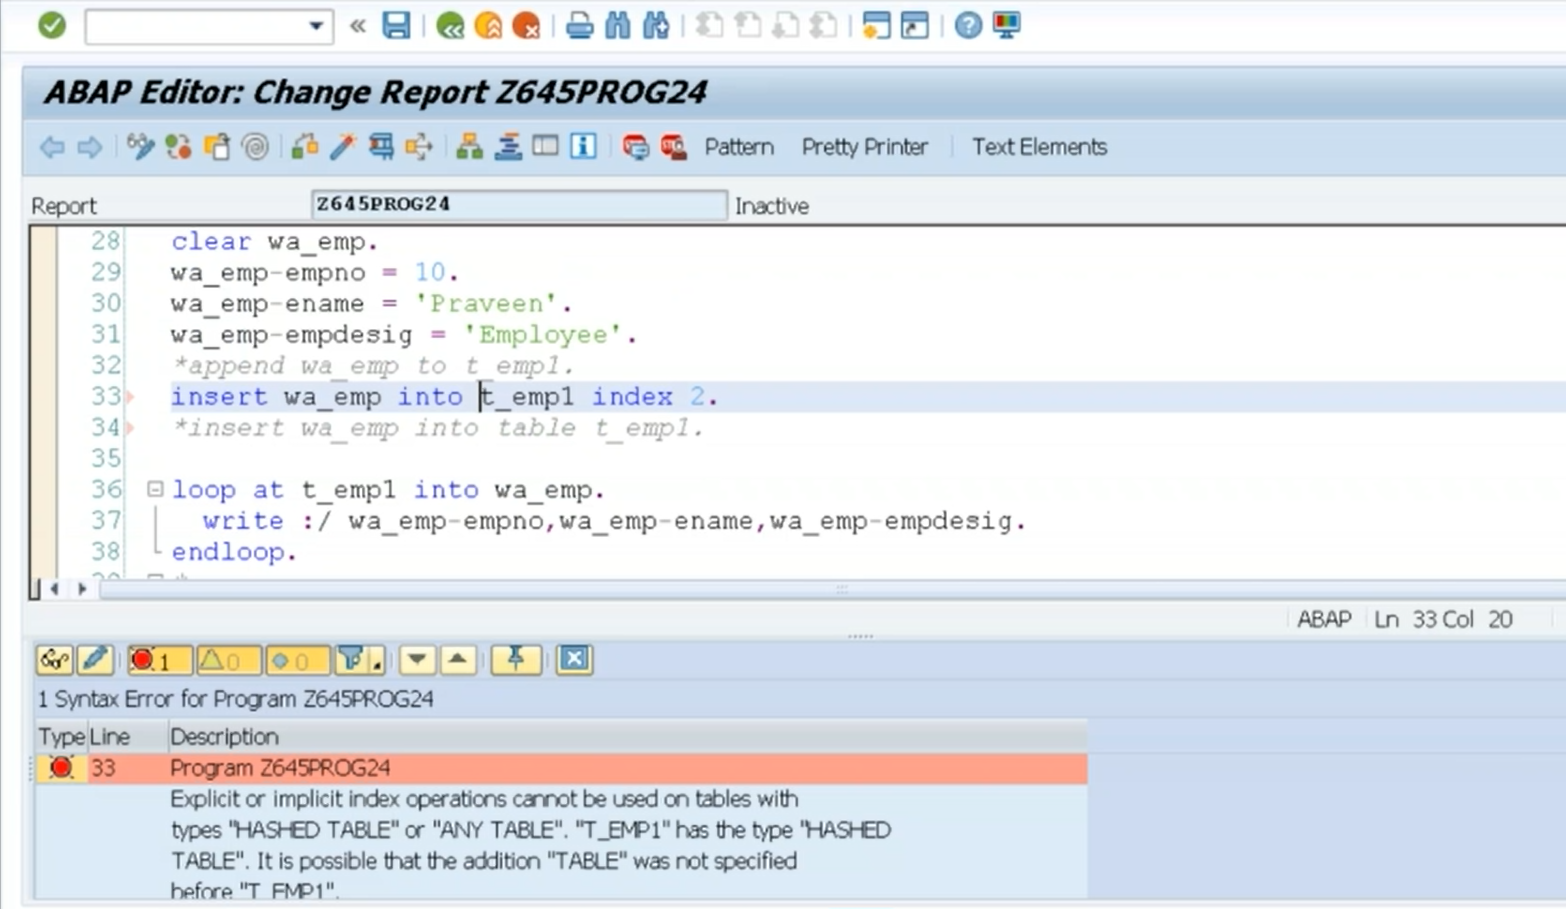 ABAP Editor: Change Report Z645PROG24
Pattern Pretty Printer Text Elements
Report Z645PROG24 Inactive
28 clear wa_emp.
29 wa_emp-empno = 10.
30 wa_emp-ename = 'Praveen'.
31 wa_emp-empdesig = 'Employee'.
32 *append wa_emp to t_emp1.
33 insert wa_emp into t_emp1 index 2.
34 *insert wa_emp into table t_emp1.
35
36 loop at t_emp1 into wa_emp.
37 write :/ wa_emp-empno,wa_emp-ename,wa_emp-empdesig.
38 endloop.
ABAP Ln 33 Col 20
1 0 0
1 Syntax Error for Program Z645PROG24
Type Line Description
33 Program Z645PROG24
Explicit or implicit index operations cannot be used on tables with
types "HASHED TABLE" or "ANY TABLE". "T_EMP1" has the type "HASHED
TABLE". It is possible that the addition "TABLE" was not specified
before "T_EMP1".